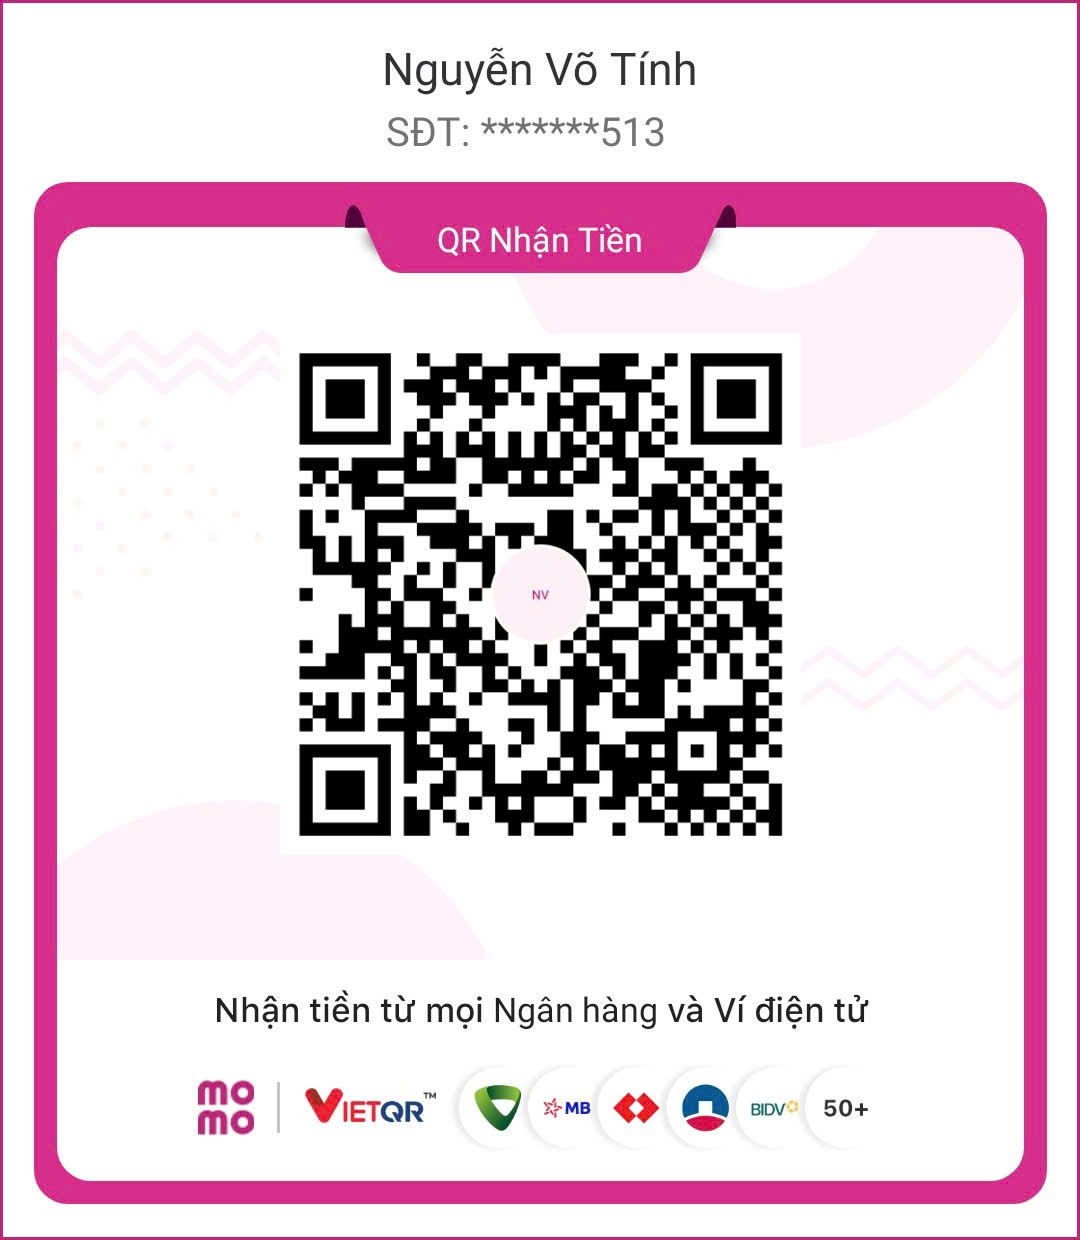 Nguyễn Võ Tính
SĐT: *******513
QR Nhận Tiền
NV
Nhận tiền từ mọi Ngân hàng và Ví điện tử
mo mo VIETQR™ MB BIDV 50+